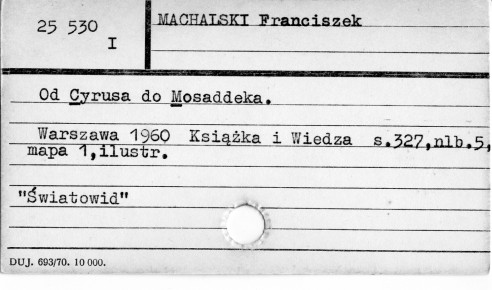 25 530
I
MACHALSKI Franciszek
Od Cyrusa do Mosaddeka.
Warszawa 1960 Książka i Wiedza s.327,nlb.5,
mapa 1,ilustr.
"Światowid"
DUJ. 693/70. 10 000.